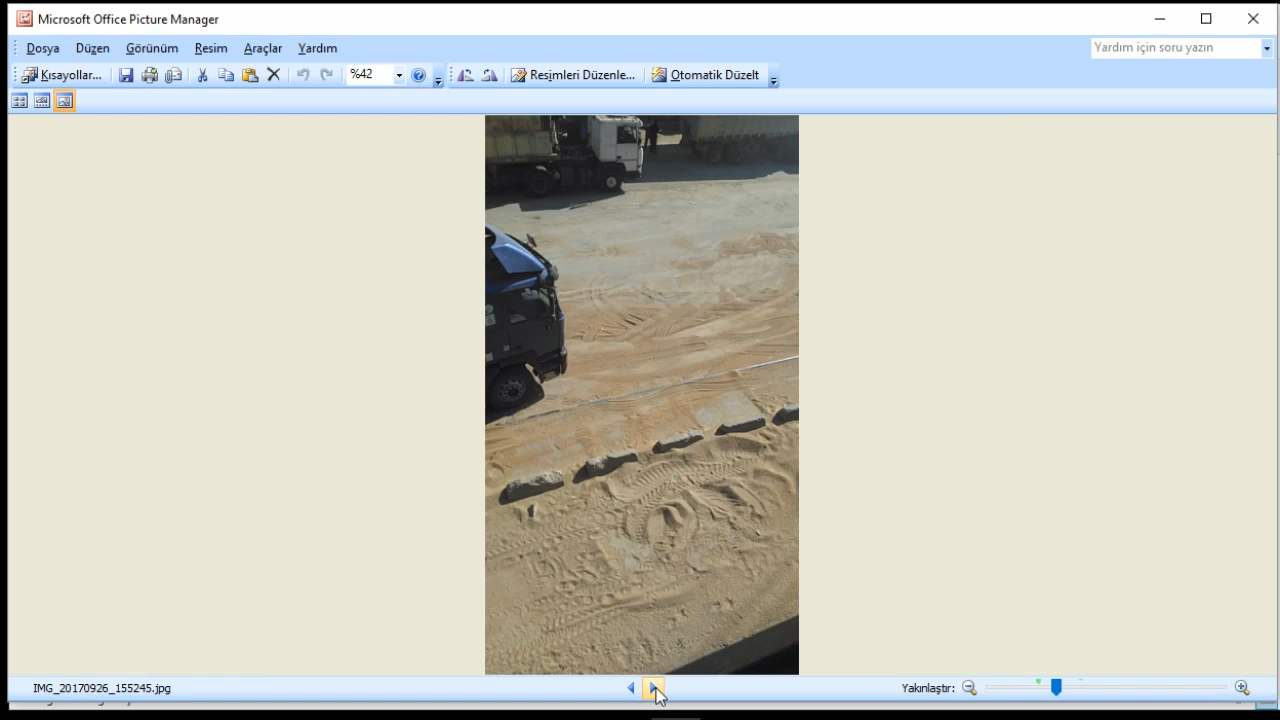 Microsoft Office Picture Manager
Dosya Düzen Görünüm Resim Araçlar Yardım
Yardım için soru yazın
Kısayollar... %42 Resimleri Düzenle... Otomatik Düzelt
IMG_20170926_155245.jpg
Yakınlaştır: